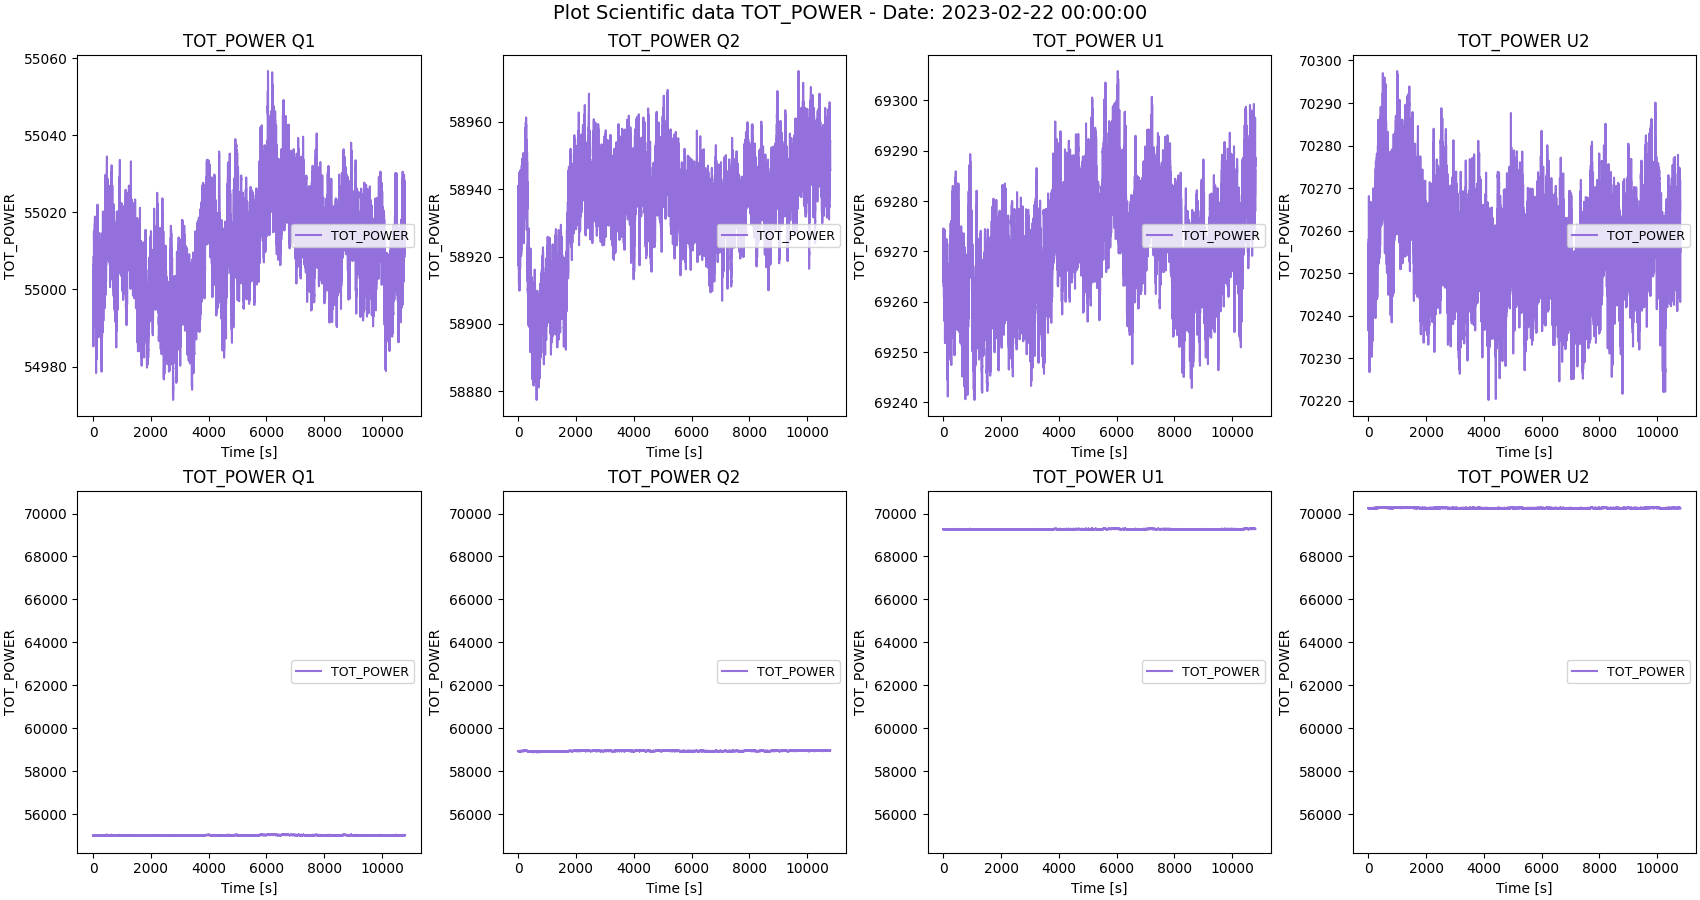 Plot Scientific data TOT_POWER - Date: 2023-02-22 00:00:00
TOT_POWER Q1
TOT_POWER
55060
55040
55020
55000
54980
TOT_POWER
0 2000 4000 6000 8000 10000
Time [s]
TOT_POWER Q2
TOT_POWER
58960
58940
58920
58900
58880
TOT_POWER
0 2000 4000 6000 8000 10000
Time [s]
TOT_POWER U1
TOT_POWER
69300
69290
69280
69270
69260
69250
69240
TOT_POWER
0 2000 4000 6000 8000 10000
Time [s]
TOT_POWER U2
TOT_POWER
70300
70290
70280
70270
70260
70250
70240
70230
70220
TOT_POWER
0 2000 4000 6000 8000 10000
Time [s]
TOT_POWER Q1
TOT_POWER
70000
68000
66000
64000
62000
60000
58000
56000
TOT_POWER
0 2000 4000 6000 8000 10000
Time [s]
TOT_POWER Q2
TOT_POWER
70000
68000
66000
64000
62000
60000
58000
56000
TOT_POWER
0 2000 4000 6000 8000 10000
Time [s]
TOT_POWER U1
TOT_POWER
70000
68000
66000
64000
62000
60000
58000
56000
TOT_POWER
0 2000 4000 6000 8000 10000
Time [s]
TOT_POWER U2
TOT_POWER
70000
68000
66000
64000
62000
60000
58000
56000
TOT_POWER
0 2000 4000 6000 8000 10000
Time [s]